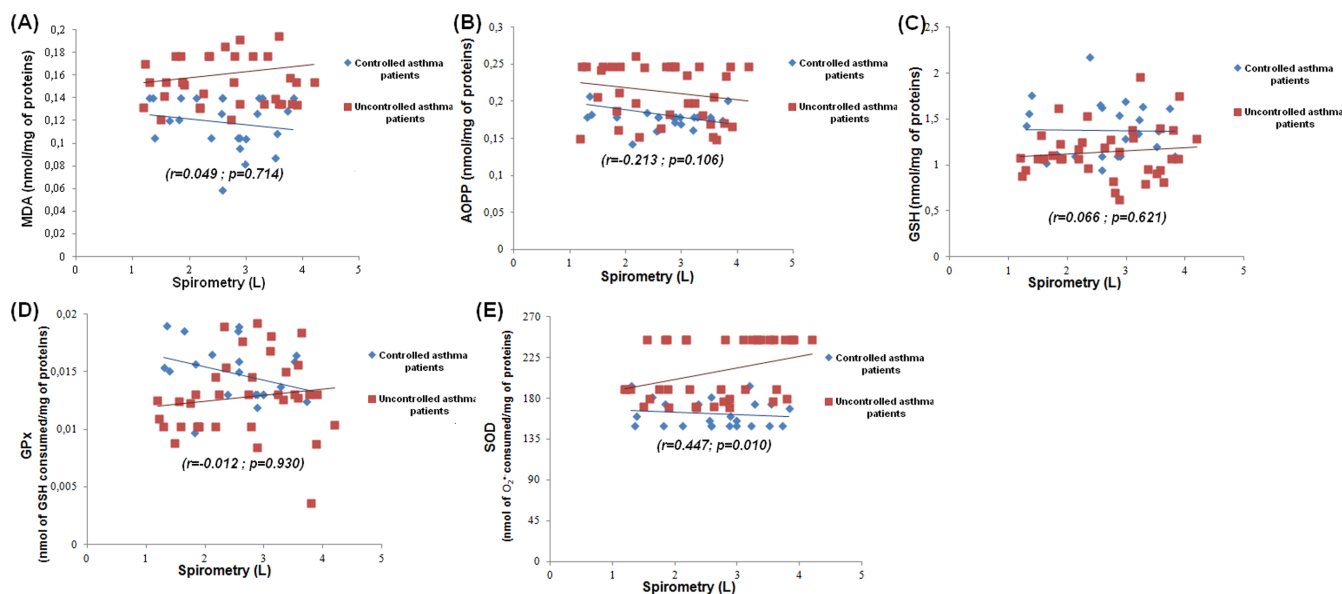 (A)
0,2
0,18
0,16
0,14
0,12
0,1
0,08
0,06
0,04
0,02
0
MDA (nmol/mg of proteins)
Controlled asthma
patients
Uncontrolled asthma
patients
(r=0.049 ; p=0.714)
0 1 2 3 4 5
Spirometry (L)
(B)
0,3
0,25
0,2
0,15
0,1
0,05
0
AOPP (nmol/mg of proteins)
Controlled asthma
patients
Uncontrolled asthma
patients
(r=-0.213 ; p=0.106)
0 1 2 3 4 5
Spirometry (L)
(C)
2,5
2
1,5
1
0,5
0
GSH (nmol/mg of proteins)
Controlled asthma
patients
Uncontrolled asthma
patients
(r=0.066 ; p=0.621)
0 1 2 3 4 5
Spirometry (L)
(D)
0,02
0,015
0,01
0,005
0
GPx
(nmol of GSH consumed/mg of proteins)
Controlled asthma
patients
Uncontrolled asthma
patients
(r=-0.012 ; p=0.930)
0 1 2 3 4 5
Spirometry (L)
(E)
270
225
180
135
90
45
0
SOD
(nmol of O₂•⁻ consumed/mg of proteins)
Controlled asthma
patients
Uncontrolled asthma
patients
(r=0.447; p=0.010)
0 1 2 3 4 5
Spirometry (L)